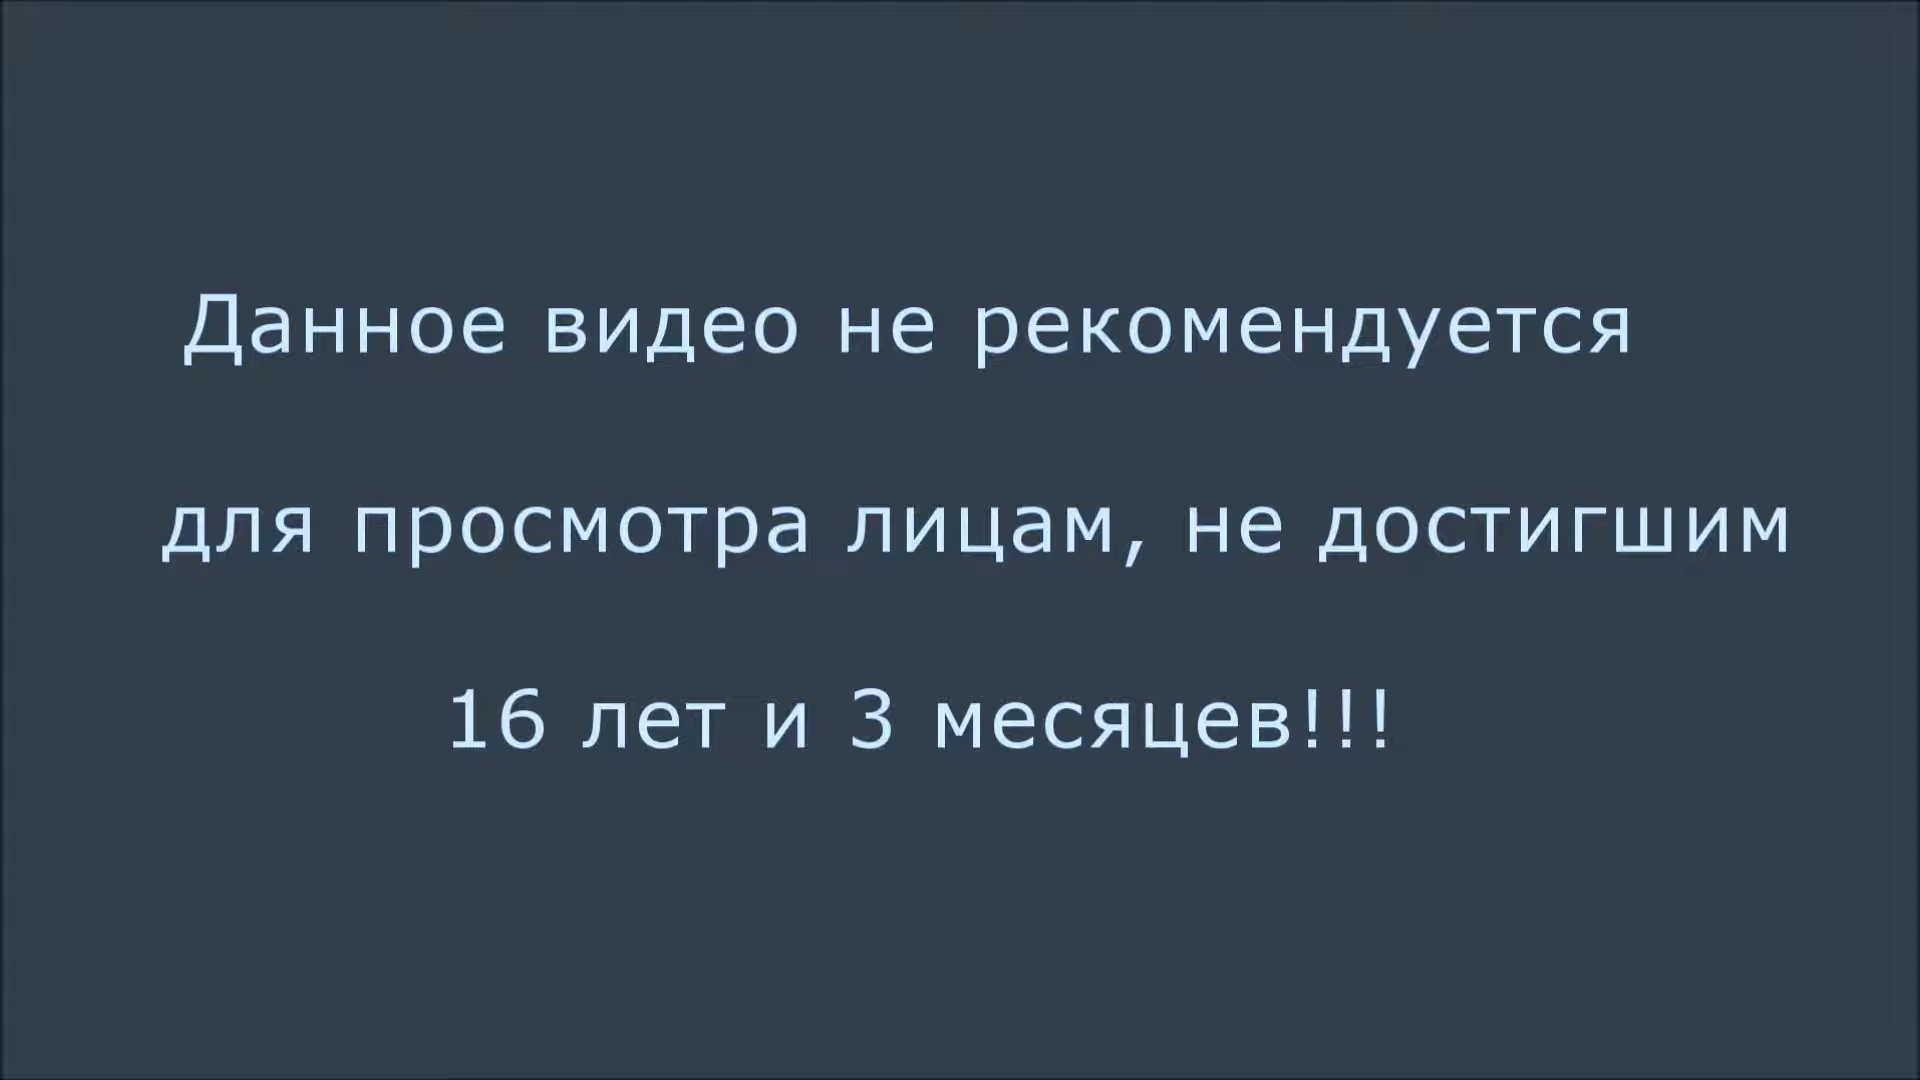 Данное видео не рекомендуется
для просмотра лицам, не достигшим
16 лет и 3 месяцев!!!